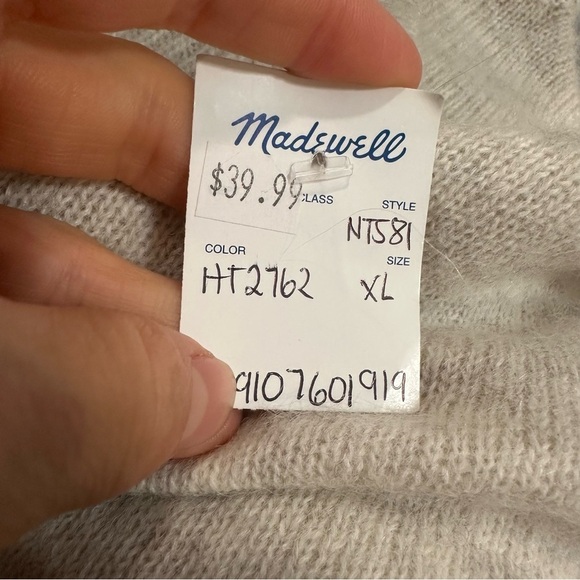 Madewell
$39.99 CLASS STYLE
NT581
COLOR SIZE
HT2762 XL
9107601919